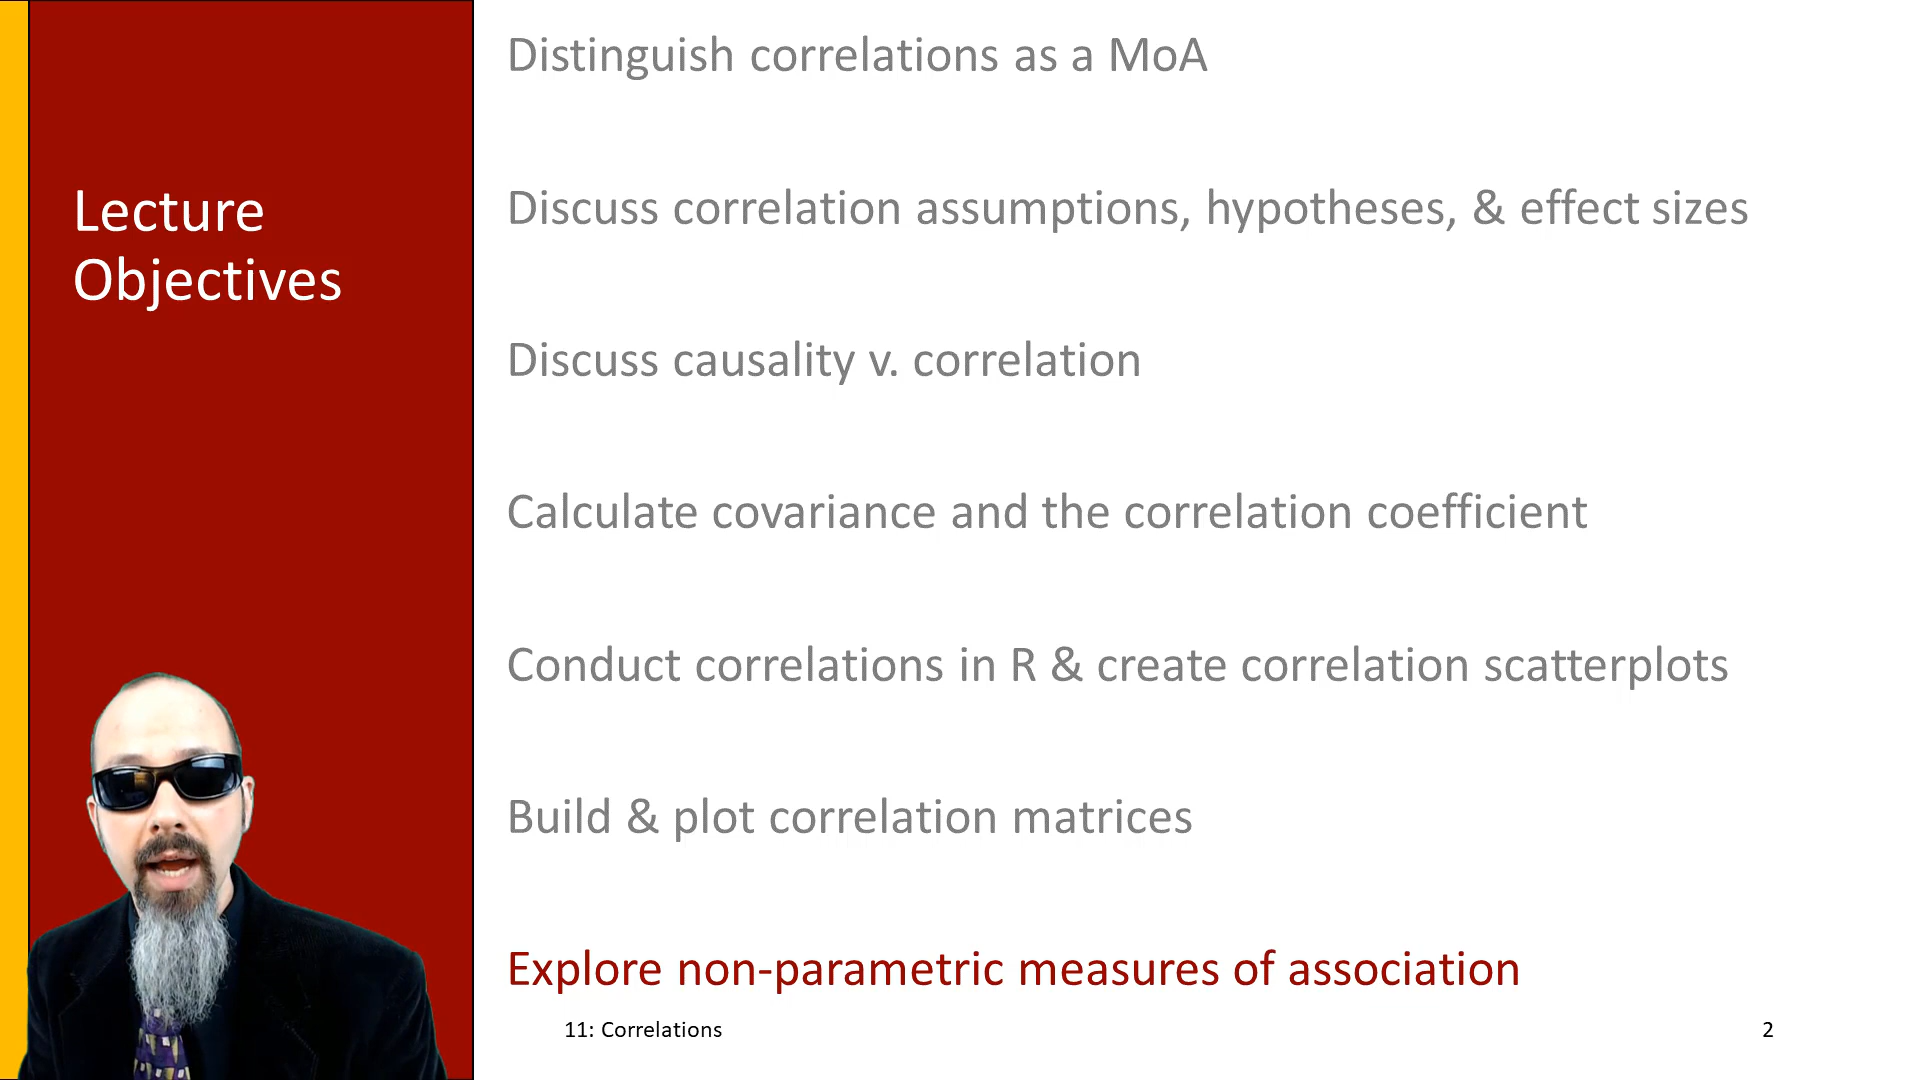 Lecture
Objectives
Distinguish correlations as a MoA
Discuss correlation assumptions, hypotheses, & effect sizes
Discuss causality v. correlation
Calculate covariance and the correlation coefficient
Conduct correlations in R & create correlation scatterplots
Build & plot correlation matrices
Explore non-parametric measures of association
11: Correlations
2